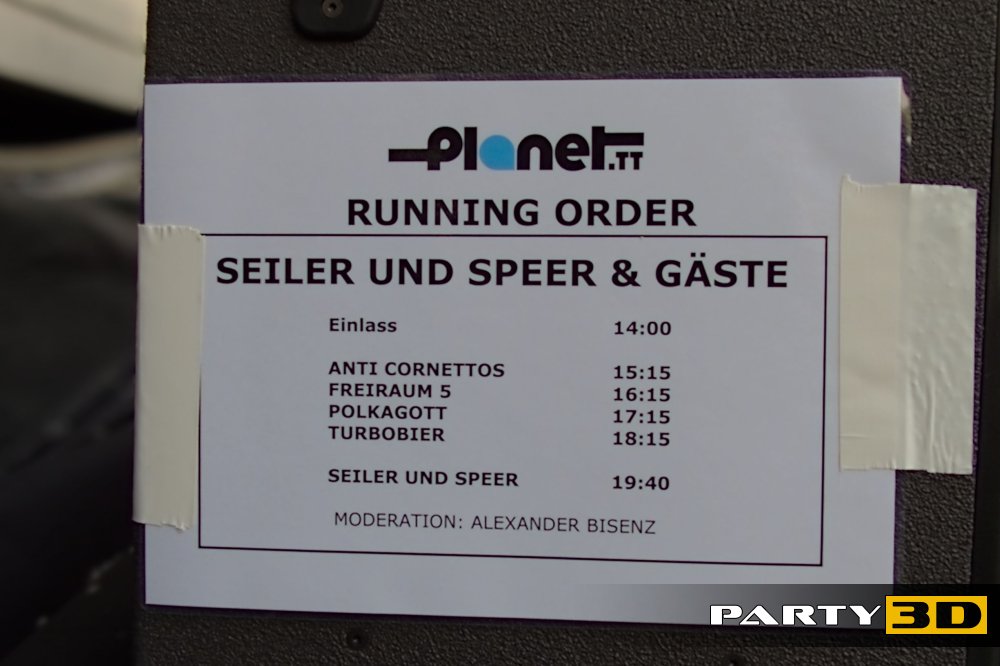 Planet.TT
RUNNING ORDER
SEILER UND SPEER & GÄSTE
Einlass 14:00
ANTI CORNETTOS 15:15
FREIRAUM 5 16:15
POLKAGOTT 17:15
TURBOBIER 18:15
SEILER UND SPEER 19:40
MODERATION: ALEXANDER BISENZ
PARTY 3D